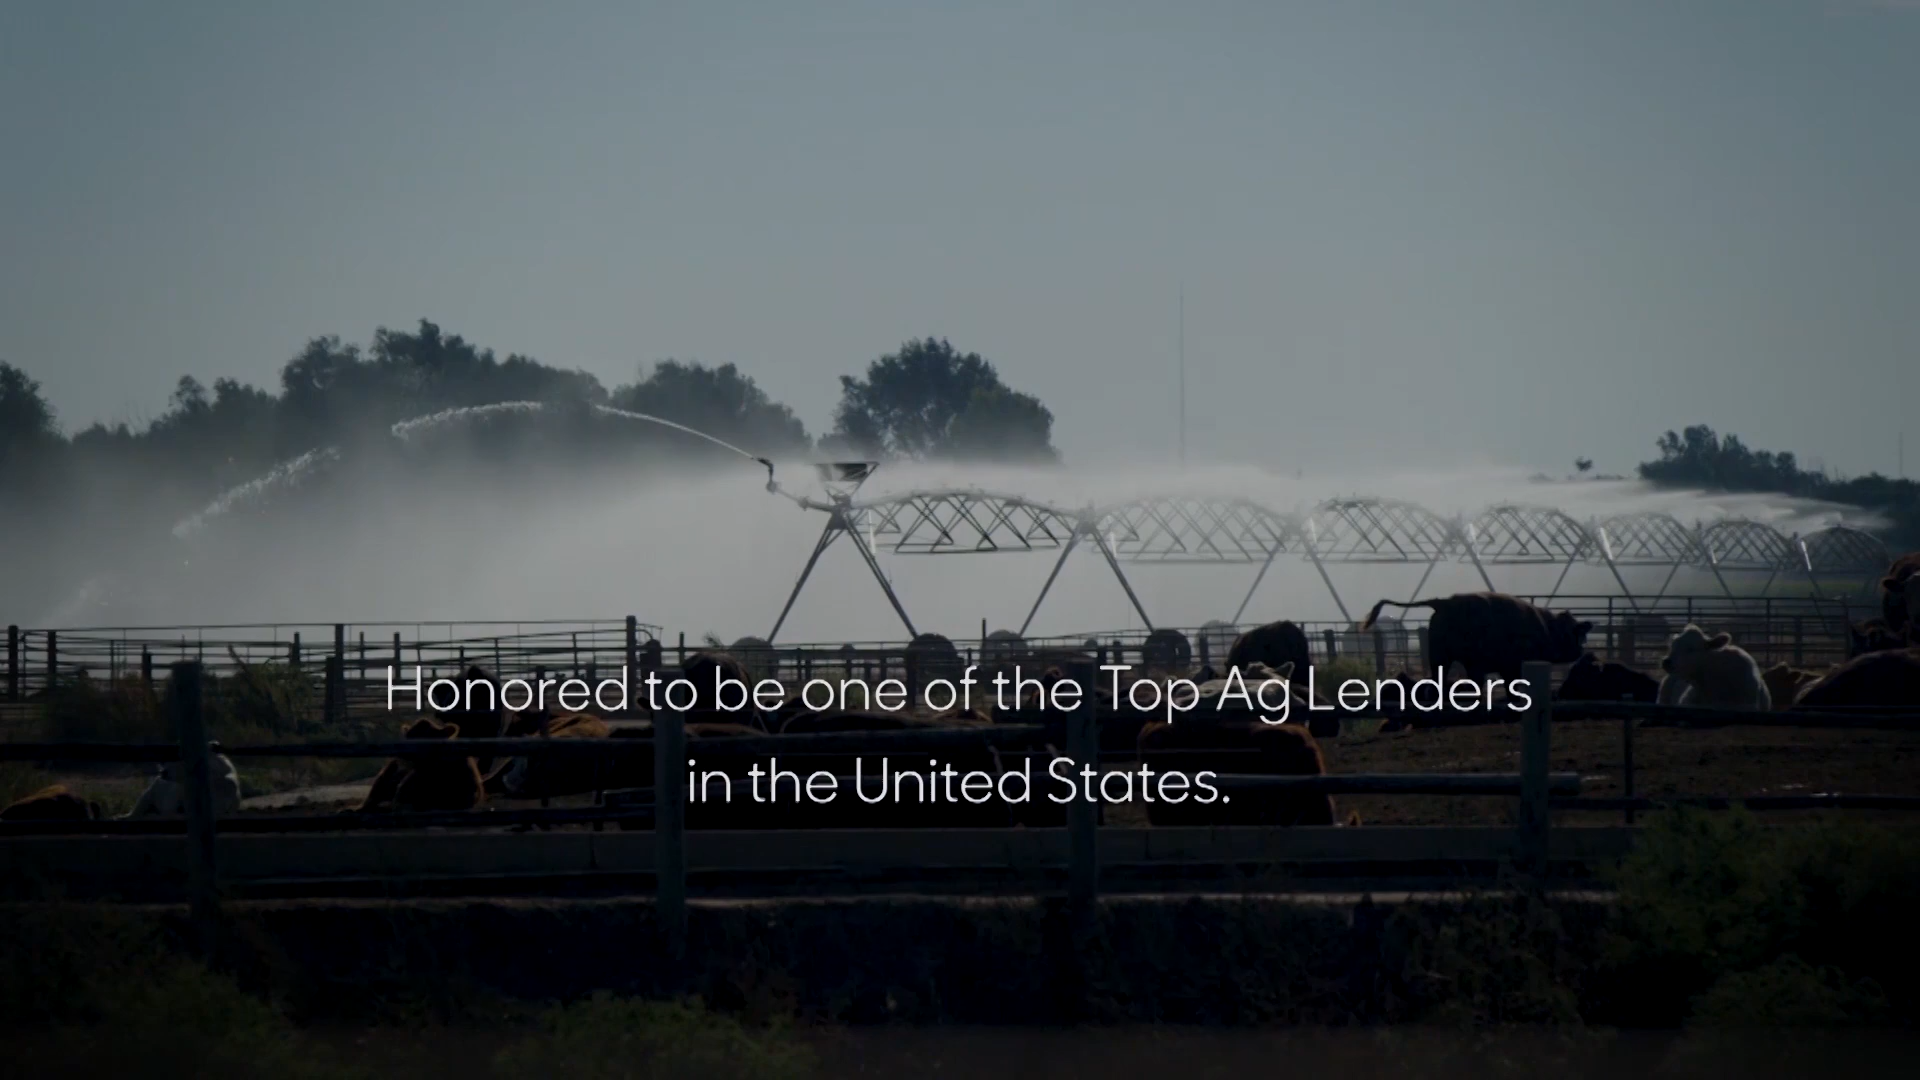 Honored to be one of the Top Ag Lenders
in the United States.